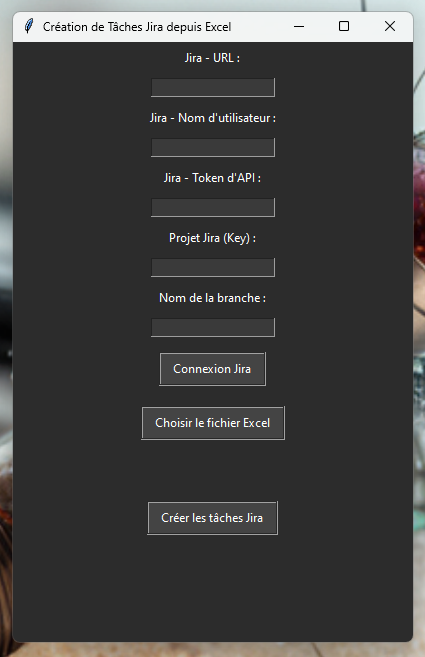 Création de Tâches Jira depuis Excel
Jira - URL :
Jira - Nom d'utilisateur :
Jira - Token d'API :
Projet Jira (Key) :
Nom de la branche :
Connexion Jira
Choisir le fichier Excel
Créer les tâches Jira